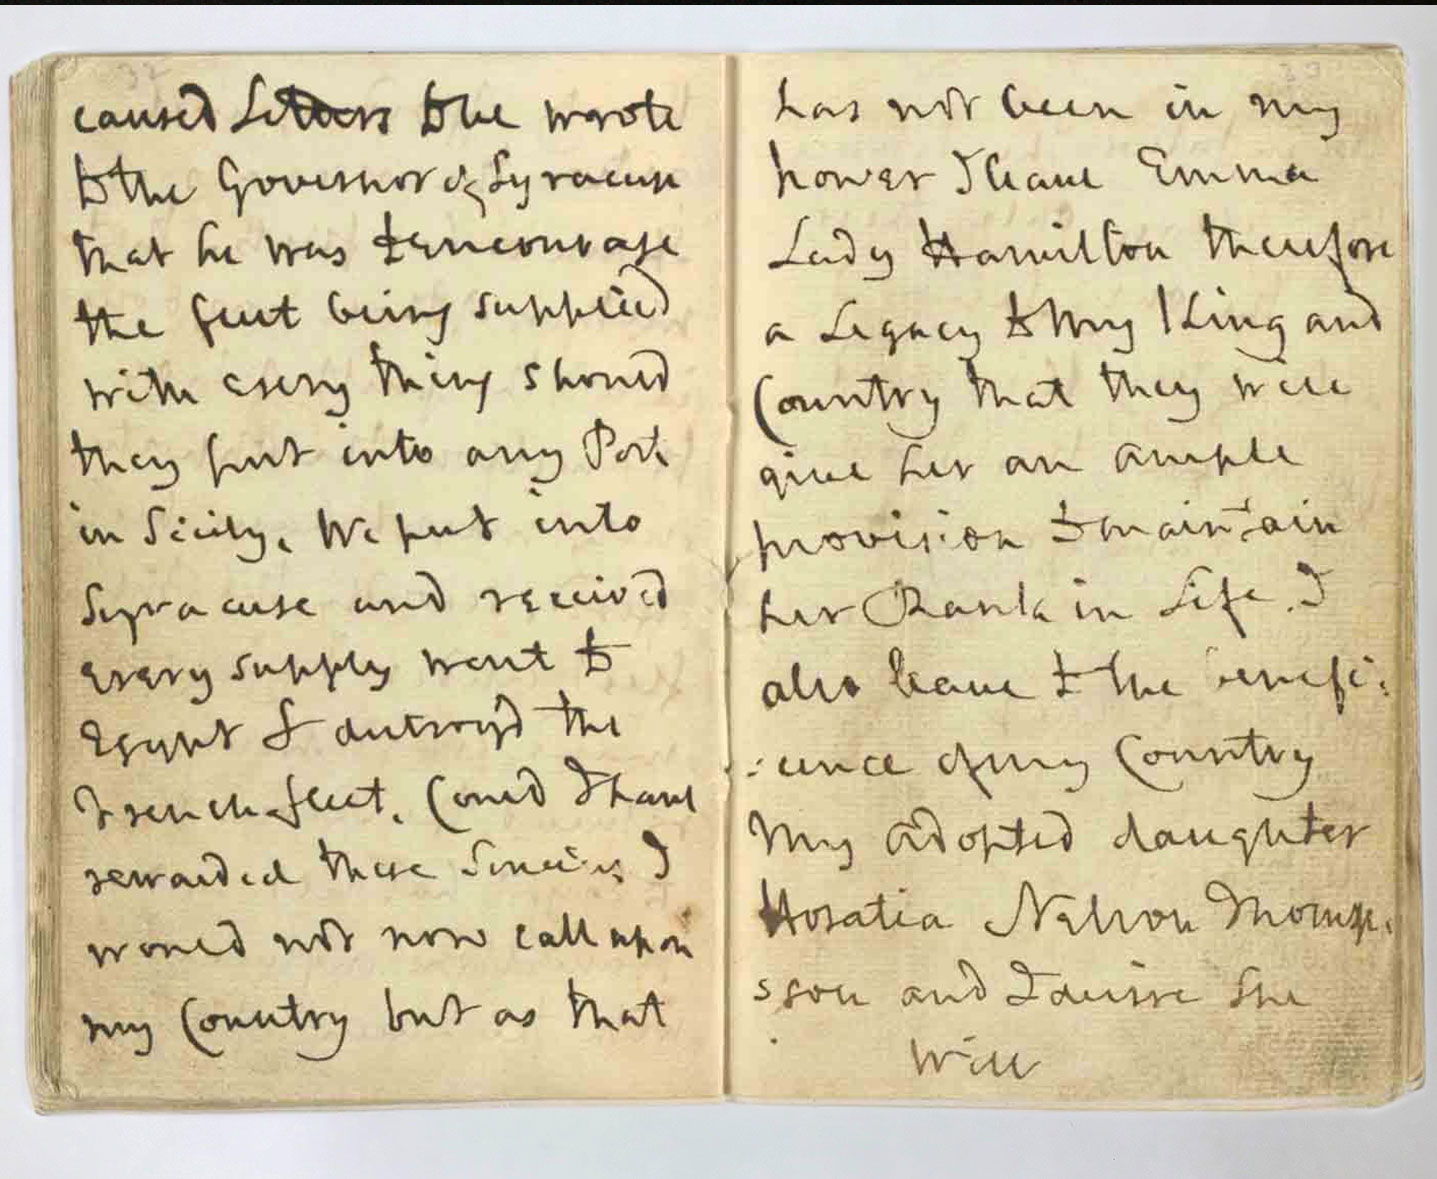 caused Letters to be wrote
to the Governor of Syracuse
that he was to encourage
the fleet being supplied
with every thing should
they put into any Port
in Sicily. We put into
Syracuse and received
every supply went to
Egypt & destroy'd the
French fleet. Could I have
rewarded these Services I
would not now call upon
my Country but as that
has not been in my
power I leave Emma
Lady Hamilton therefore
a Legacy to my King and
Country that they will
give her an ample
provision to maintain
her Rank in Life. I
also leave to the benefi:
:cence of my Country
My adopted daughter
Horatia Nelson Thomp.
sson and I desire She
Will